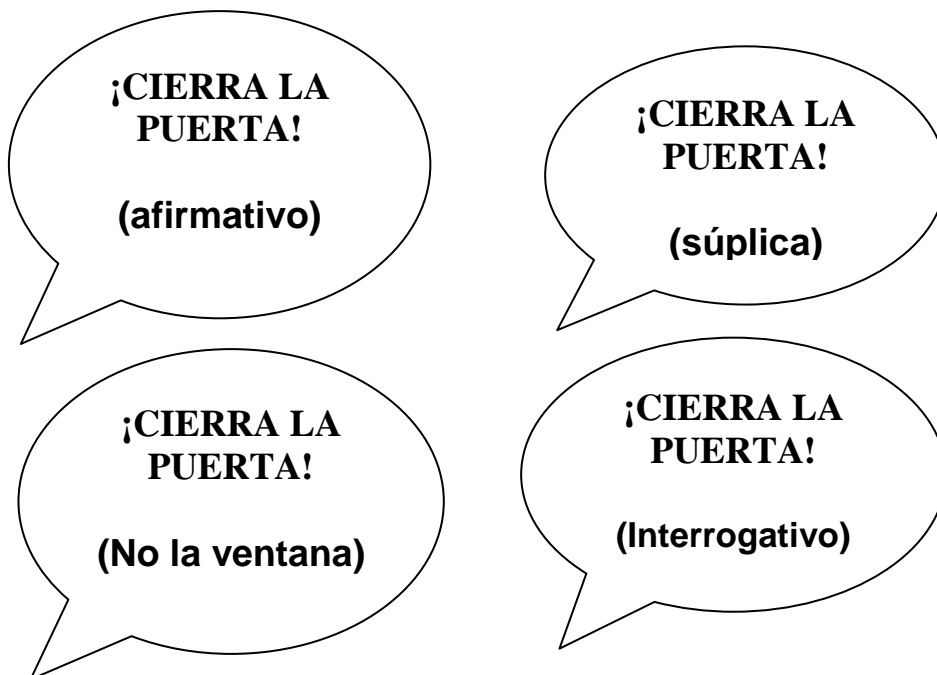 ¡CIERRA LA
PUERTA!
(afirmativo)
¡CIERRA LA
PUERTA!
(súplica)
¡CIERRA LA
PUERTA!
(No la ventana)
¡CIERRA LA
PUERTA!
(Interrogativo)